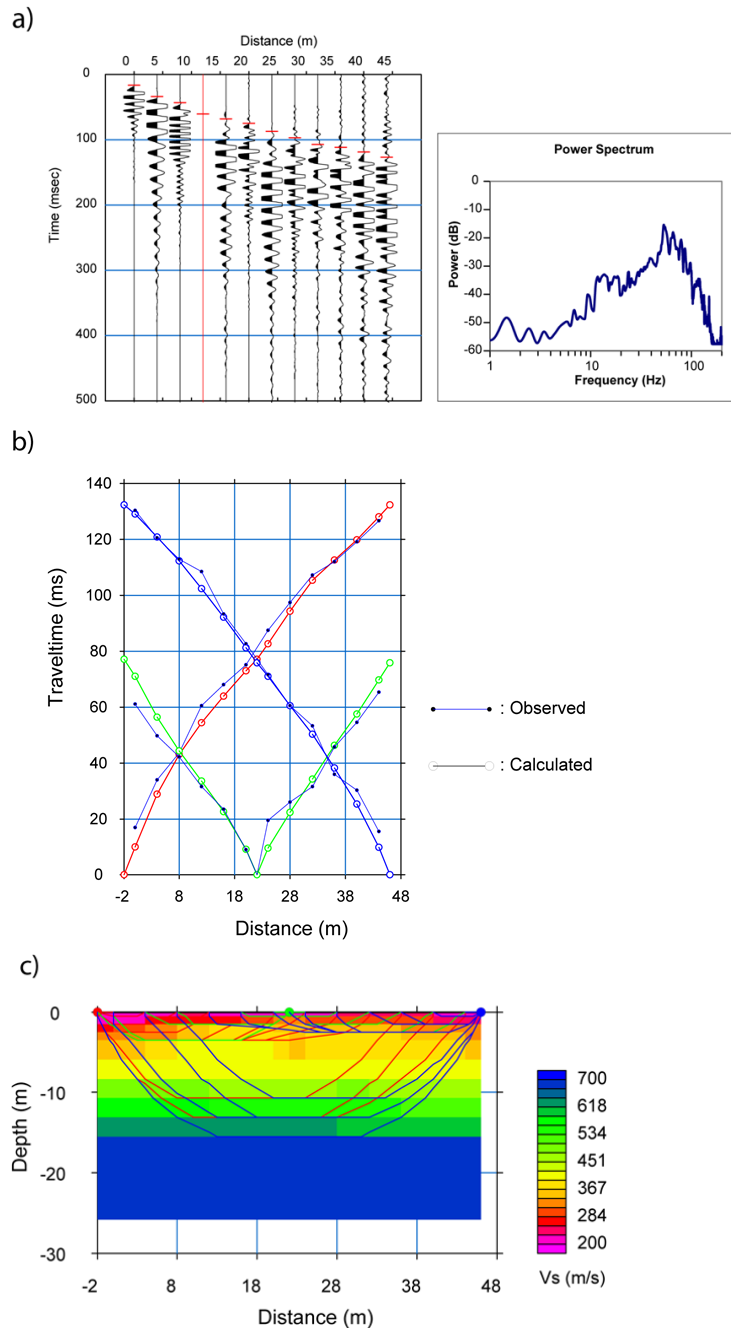 a)
Distance (m)
0 5 10 15 20 25 30 35 40 45
0
100
200
300
400
500
Time (msec)
Power Spectrum
0
-10
-20
-30
-40
-50
-60
Power (dB)
1 10 100
Frequency (Hz)
b)
140
120
100
80
60
40
20
0
Traveltime (ms)
-2 8 18 28 38 48
Distance (m)
: Observed
: Calculated
c)
0
-10
-20
-30
Depth (m)
-2 8 18 28 38 48
Distance (m)
700
618
534
451
367
284
200
Vs (m/s)